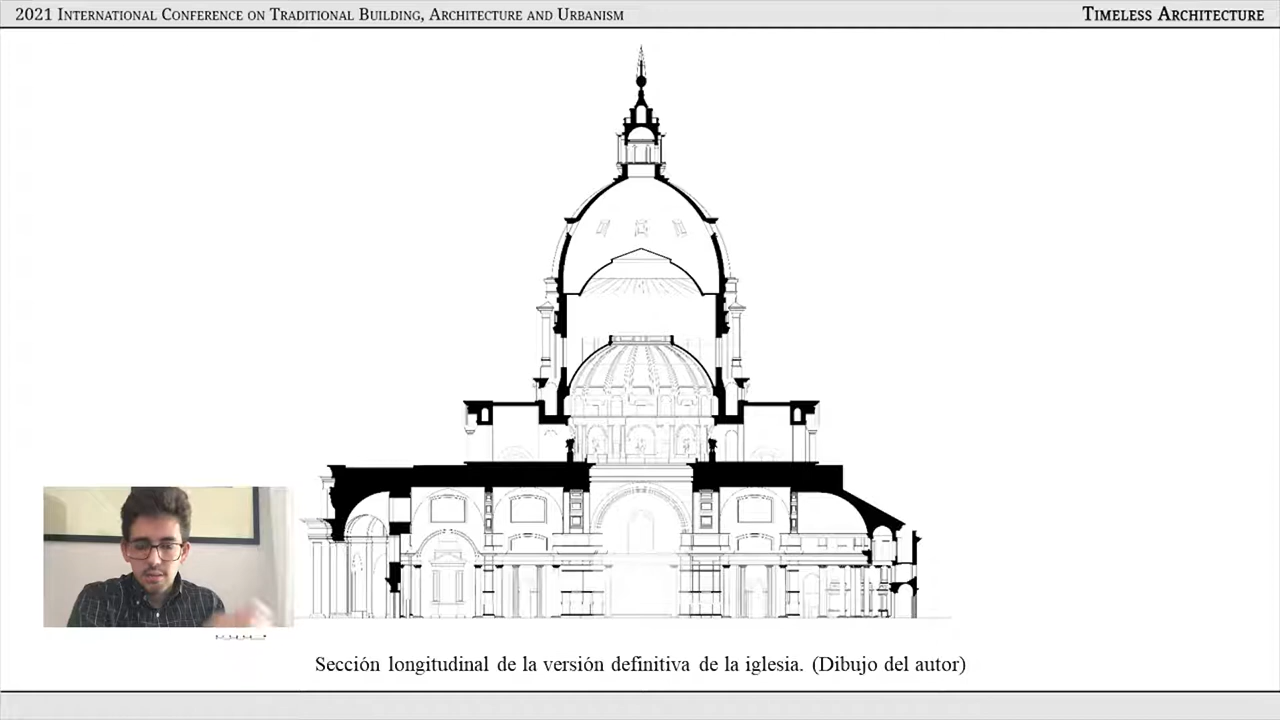 2021 International Conference on Traditional Building, Architecture and Urbanism
Timeless Architecture
Sección longitudinal de la versión definitiva de la iglesia. (Dibujo del autor)